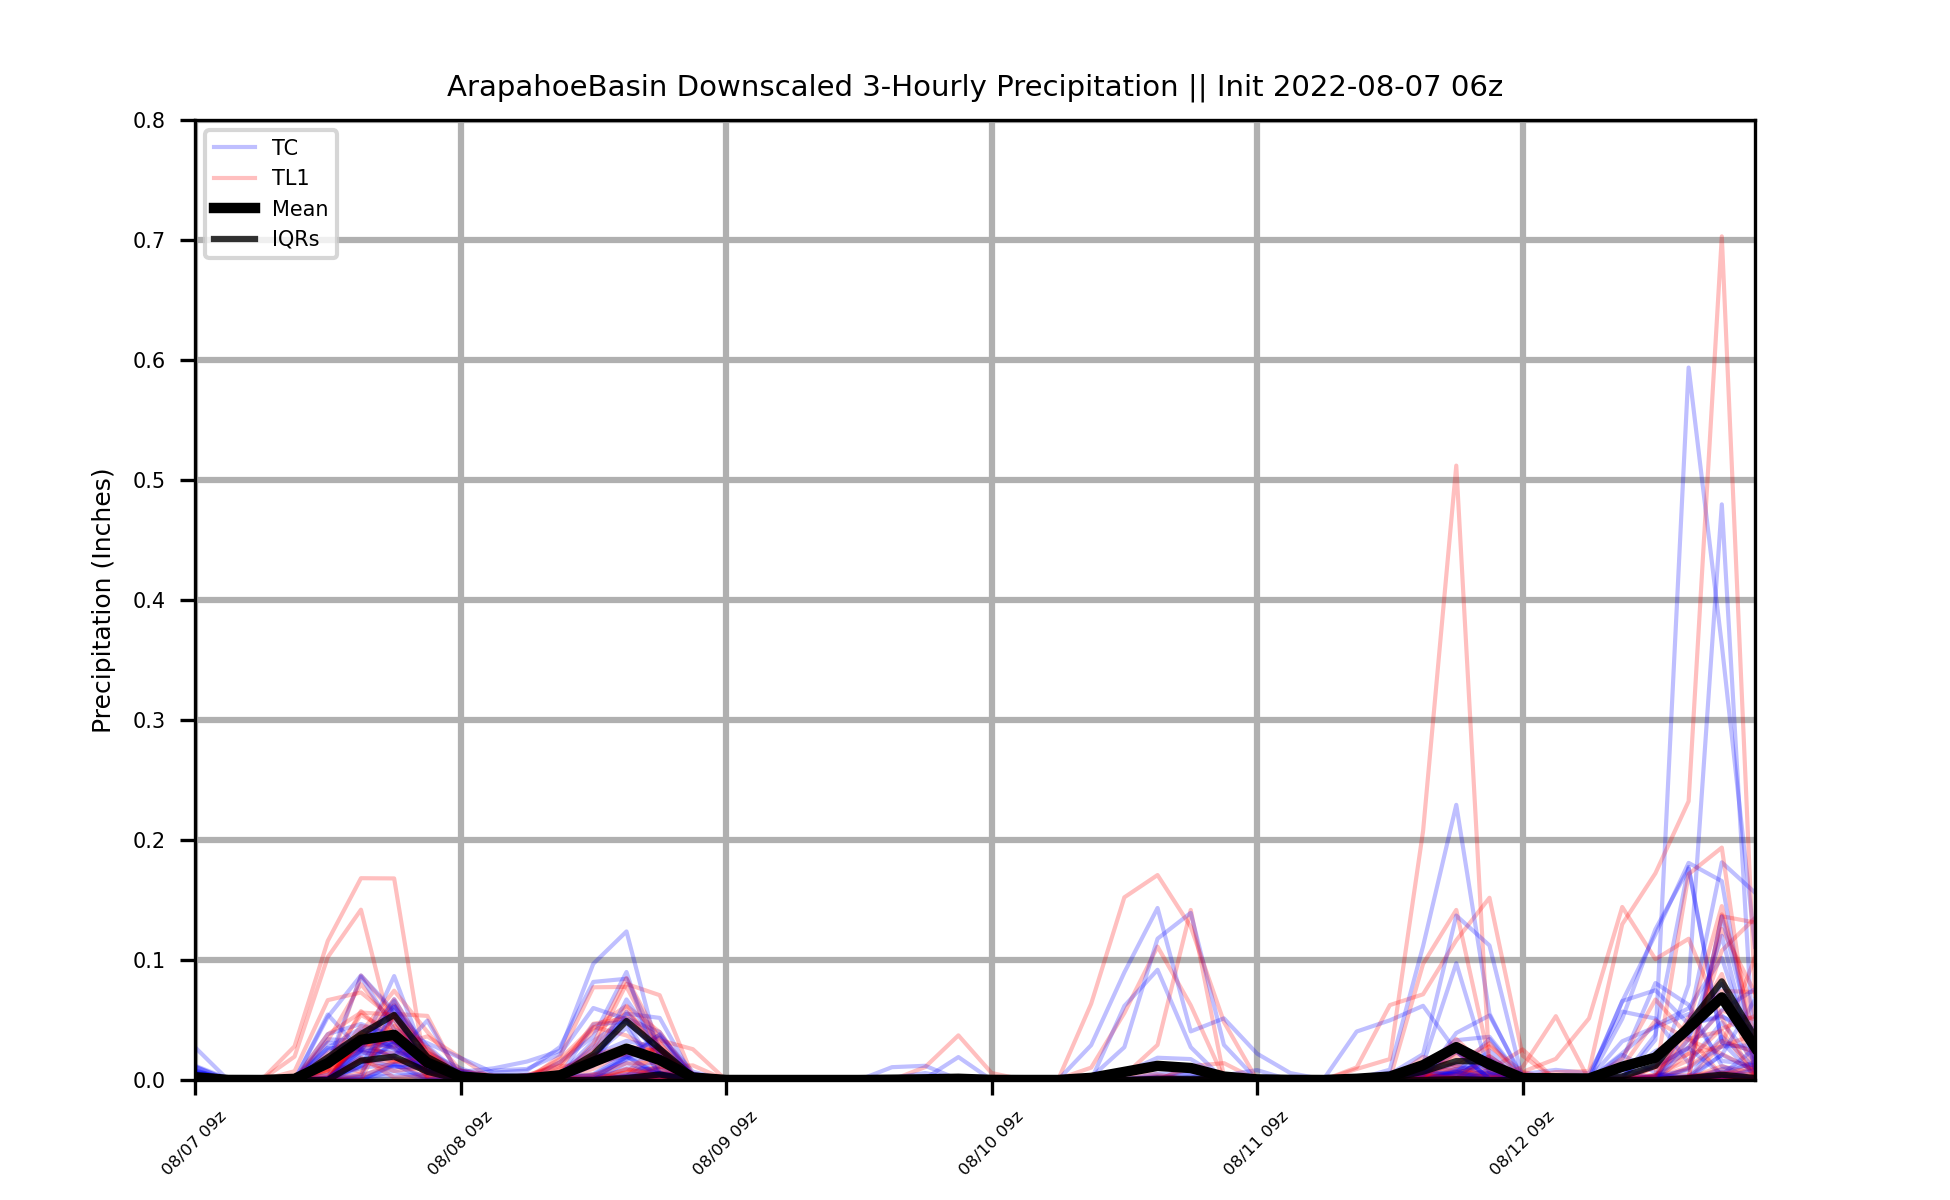 ArapahoeBasin Downscaled 3-Hourly Precipitation || Init 2022-08-07 06z
TC
TL1
Mean
IQRs
Precipitation (Inches)
0.8
0.7
0.6
0.5
0.4
0.3
0.2
0.1
0.0
08/07 09z
08/08 09z
08/09 09z
08/10 09z
08/11 09z
08/12 09z